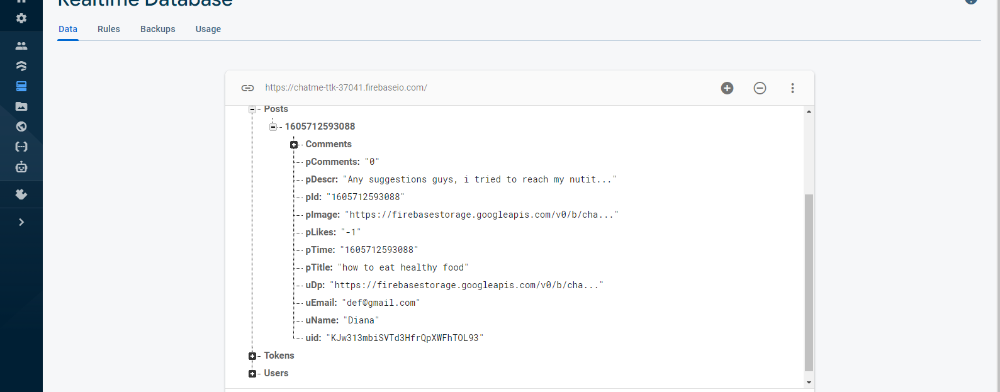 Realtime Database
Data Rules Backups Usage
https://chatme-ttk-37041.firebaseio.com/
Posts
1605712593088
Comments
pComments: "0"
pDescr: "Any suggestions guys, i tried to reach my nutit..."
pId: "1605712593088"
pImage: "https://firebasestorage.googleapis.com/v0/b/cha..."
pLikes: "-1"
pTime: "1605712593088"
pTitle: "how to eat healthy food"
uDp: "https://firebasestorage.googleapis.com/v0/b/cha..."
uEmail: "def@gmail.com"
uName: "Diana"
uid: "KJw313mbiSVTd3HfrQpXWFhTOL93"
Tokens
Users